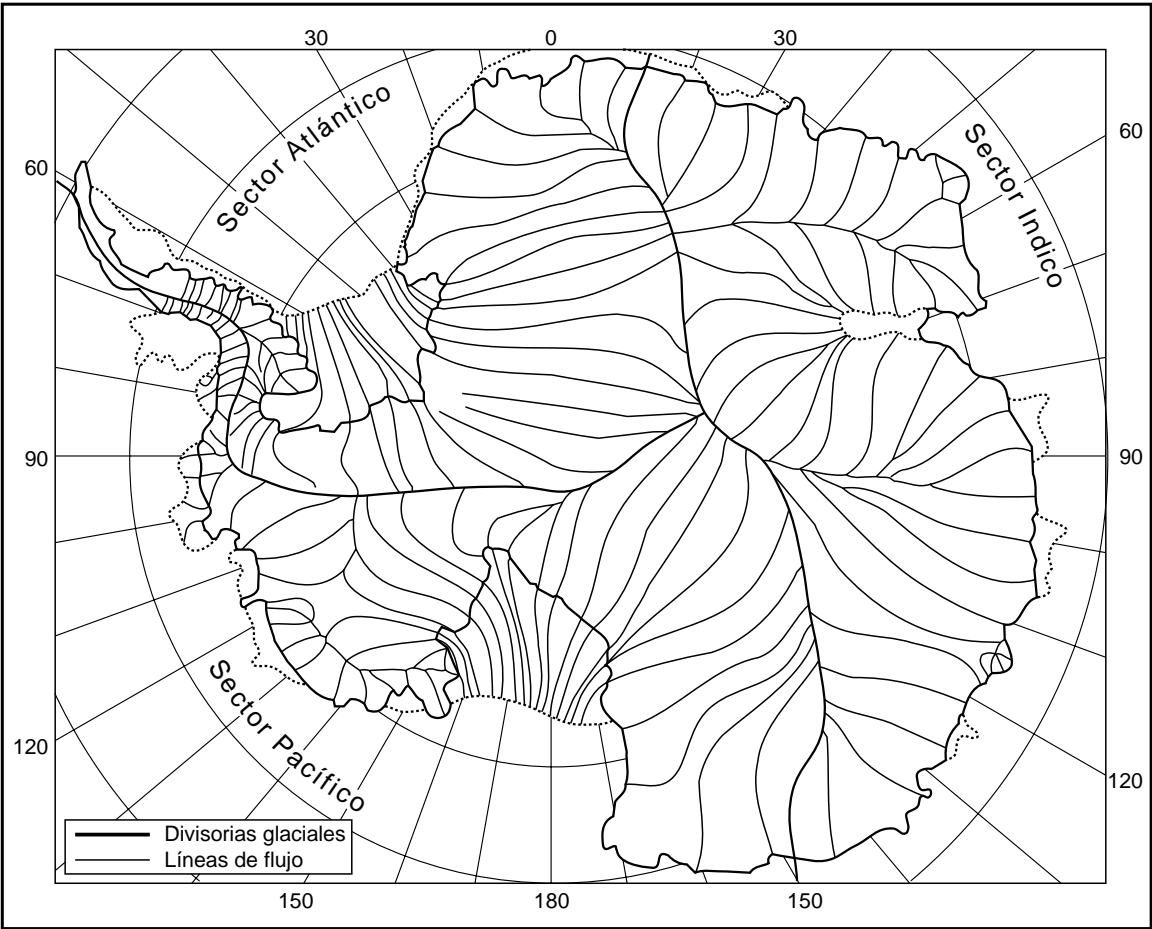 30
0
30
60
60
Sector Atlántico
Sector Indico
90
90
Sector Pacífico
120
120
Divisorias glaciales
Líneas de flujo
150
180
150